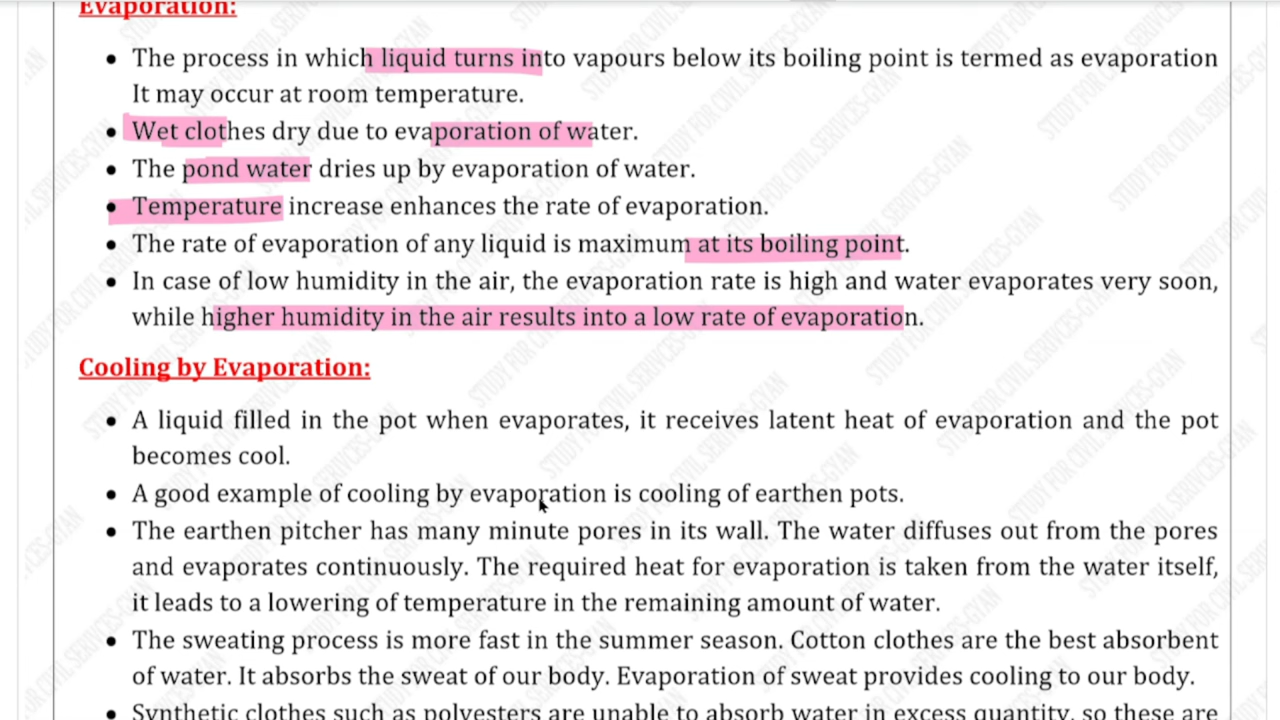 Evaporation:
• The process in which liquid turns into vapours below its boiling point is termed as evaporation
It may occur at room temperature.
• Wet clothes dry due to evaporation of water.
• The pond water dries up by evaporation of water.
• Temperature increase enhances the rate of evaporation.
• The rate of evaporation of any liquid is maximum at its boiling point.
• In case of low humidity in the air, the evaporation rate is high and water evaporates very soon,
while higher humidity in the air results into a low rate of evaporation.
Cooling by Evaporation:
• A liquid filled in the pot when evaporates, it receives latent heat of evaporation and the pot
becomes cool.
• A good example of cooling by evaporation is cooling of earthen pots.
• The earthen pitcher has many minute pores in its wall. The water diffuses out from the pores
and evaporates continuously. The required heat for evaporation is taken from the water itself,
it leads to a lowering of temperature in the remaining amount of water.
• The sweating process is more fast in the summer season. Cotton clothes are the best absorbent
of water. It absorbs the sweat of our body. Evaporation of sweat provides cooling to our body.
• Synthetic clothes such as polyesters are unable to absorb water in excess quantity, so these are